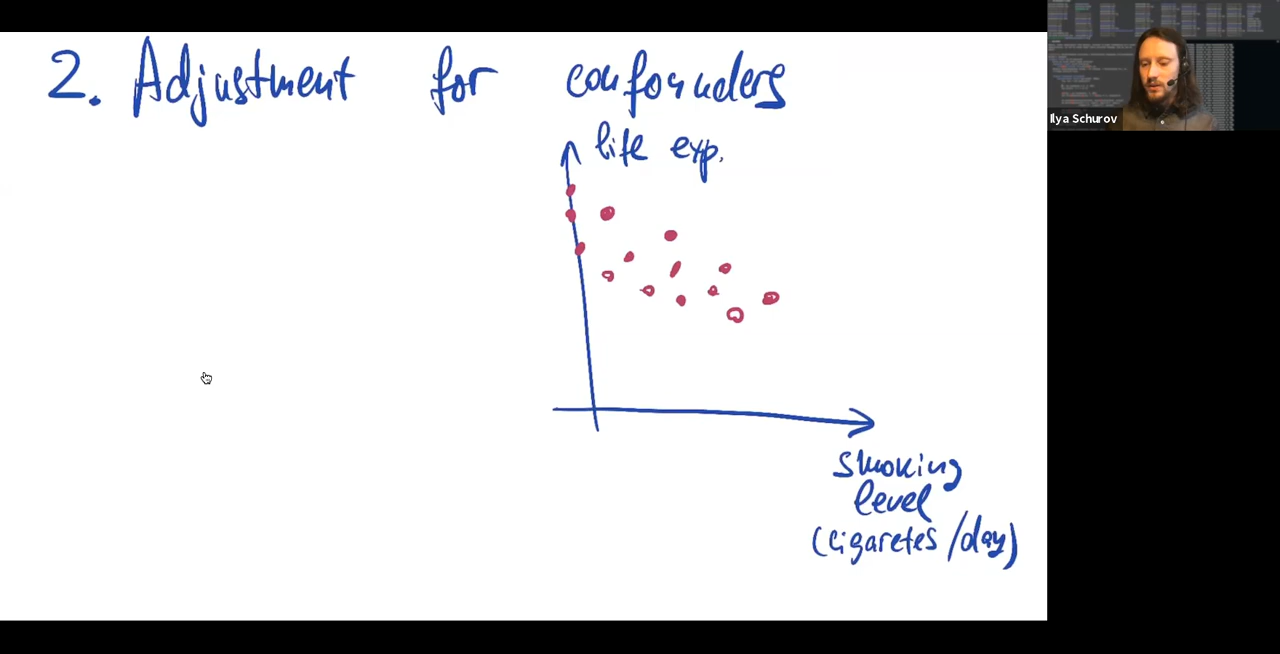 2. Adjustment for confounders
life exp.
smoking
level
(cigaretes/day)
Ilya Schurov